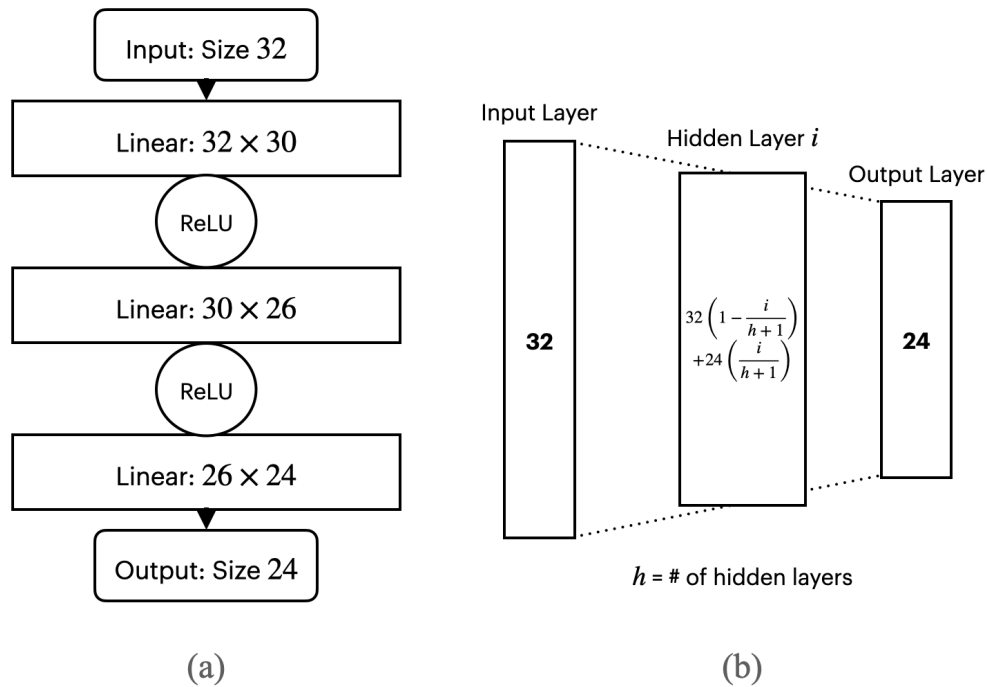 Input: Size 32
Linear: 32 × 30
ReLU
Linear: 30 × 26
ReLU
Linear: 26 × 24
Output: Size 24
(a)
Input Layer
32
Hidden Layer i
32 (1 − i/(h + 1))
+24 (i/(h + 1))
Output Layer
24
h = # of hidden layers
(b)